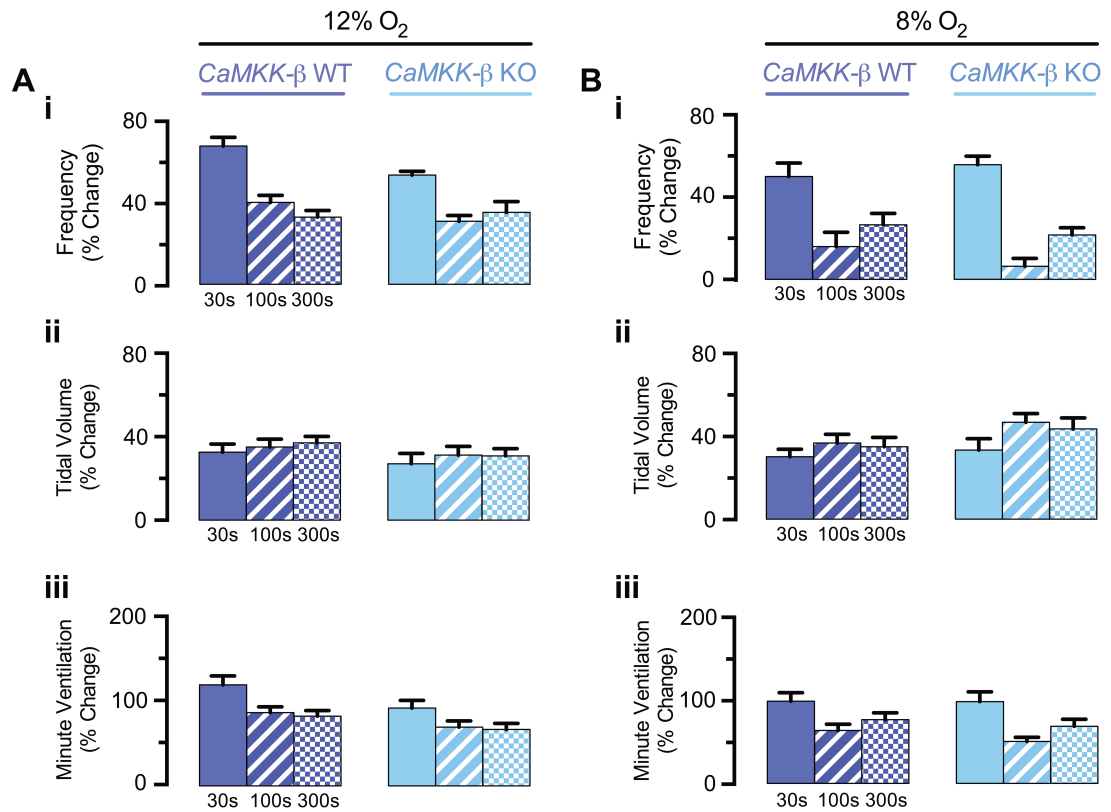 12% O2
8% O2
A
CaMKK-β WT
CaMKK-β KO
B
CaMKK-β WT
CaMKK-β KO
i
Frequency
(% Change)
80
40
0
30s 100s 300s
i
Frequency
(% Change)
80
40
0
30s 100s 300s
ii
Tidal Volume
(% Change)
80
40
0
30s 100s 300s
ii
Tidal Volume
(% Change)
80
40
0
30s 100s 300s
iii
Minute Ventilation
(% Change)
200
100
0
30s 100s 300s
iii
Minute Ventilation
(% Change)
200
100
0
30s 100s 300s